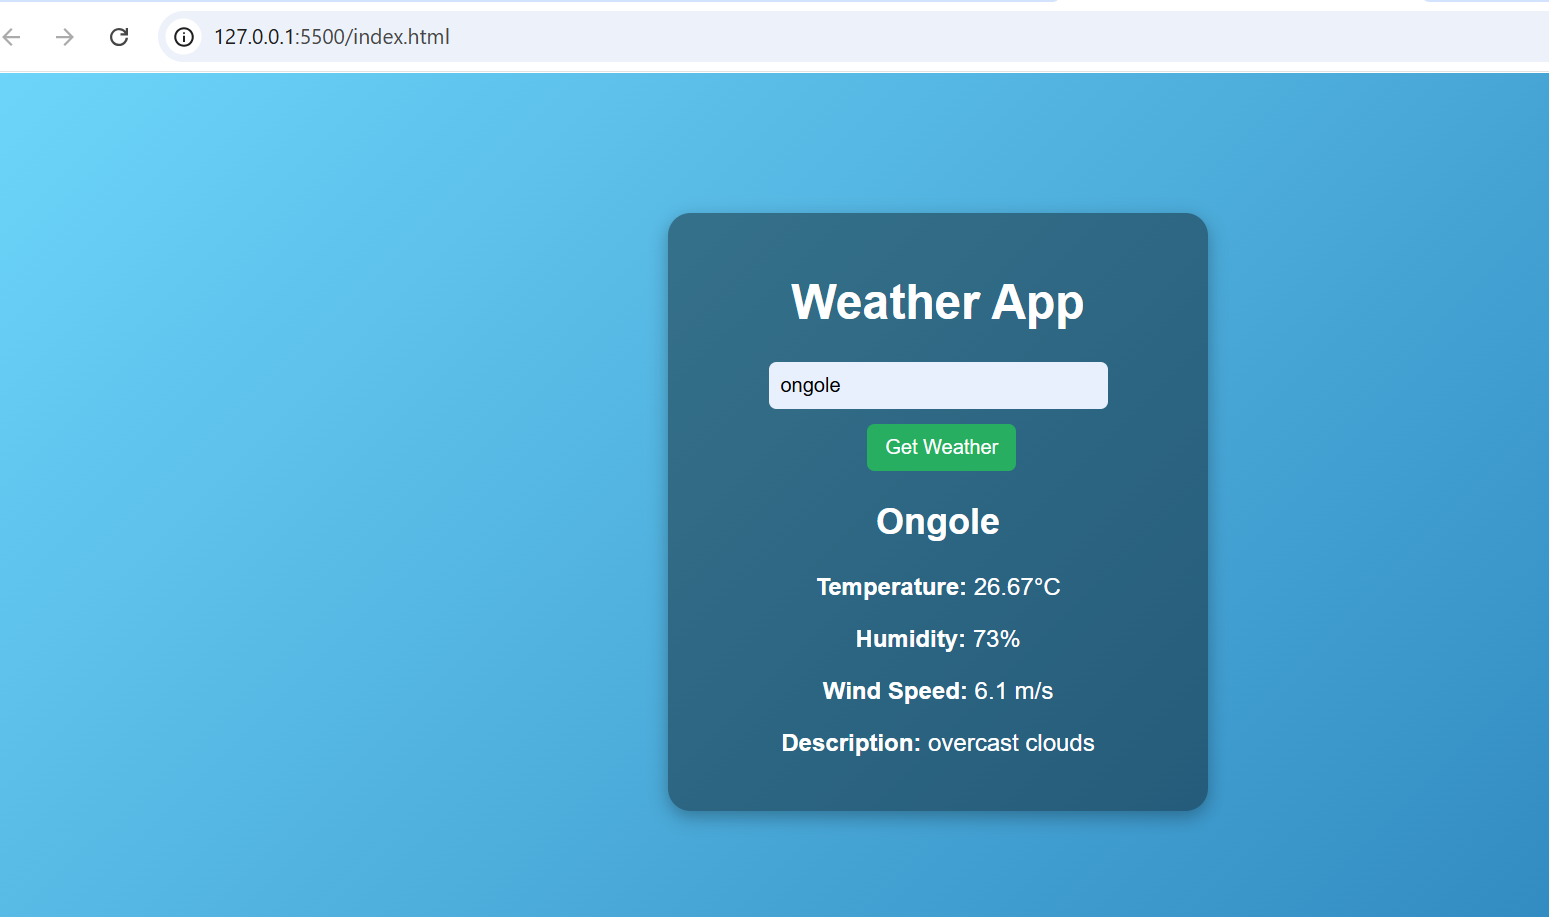 127.0.0.1:5500/index.html
Weather App
ongole
Get Weather
Ongole
Temperature: 26.67°C
Humidity: 73%
Wind Speed: 6.1 m/s
Description: overcast clouds